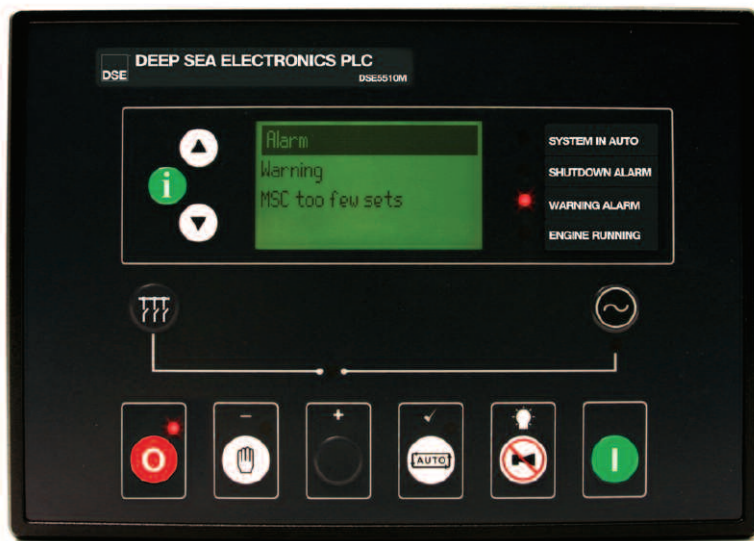 DSE
DEEP SEA ELECTRONICS PLC
DSE5510M
i
Alarm
Warning
MSC too few sets
SYSTEM IN AUTO
SHUTDOWN ALARM
WARNING ALARM
ENGINE RUNNING
− + ✓
O AUTO I